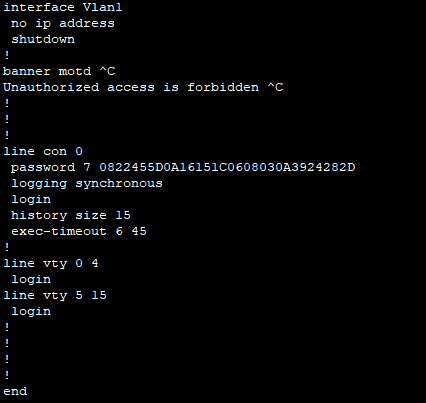 interface Vlan1
no ip address
shutdown
!
banner motd ^C
Unauthorized access is forbidden ^C
!
!
!
line con 0
password 7 0822455D0A16151C0608030A3924282D
logging synchronous
login
history size 15
exec-timeout 6 45
!
line vty 0 4
login
line vty 5 15
login
!
!
!
!
end